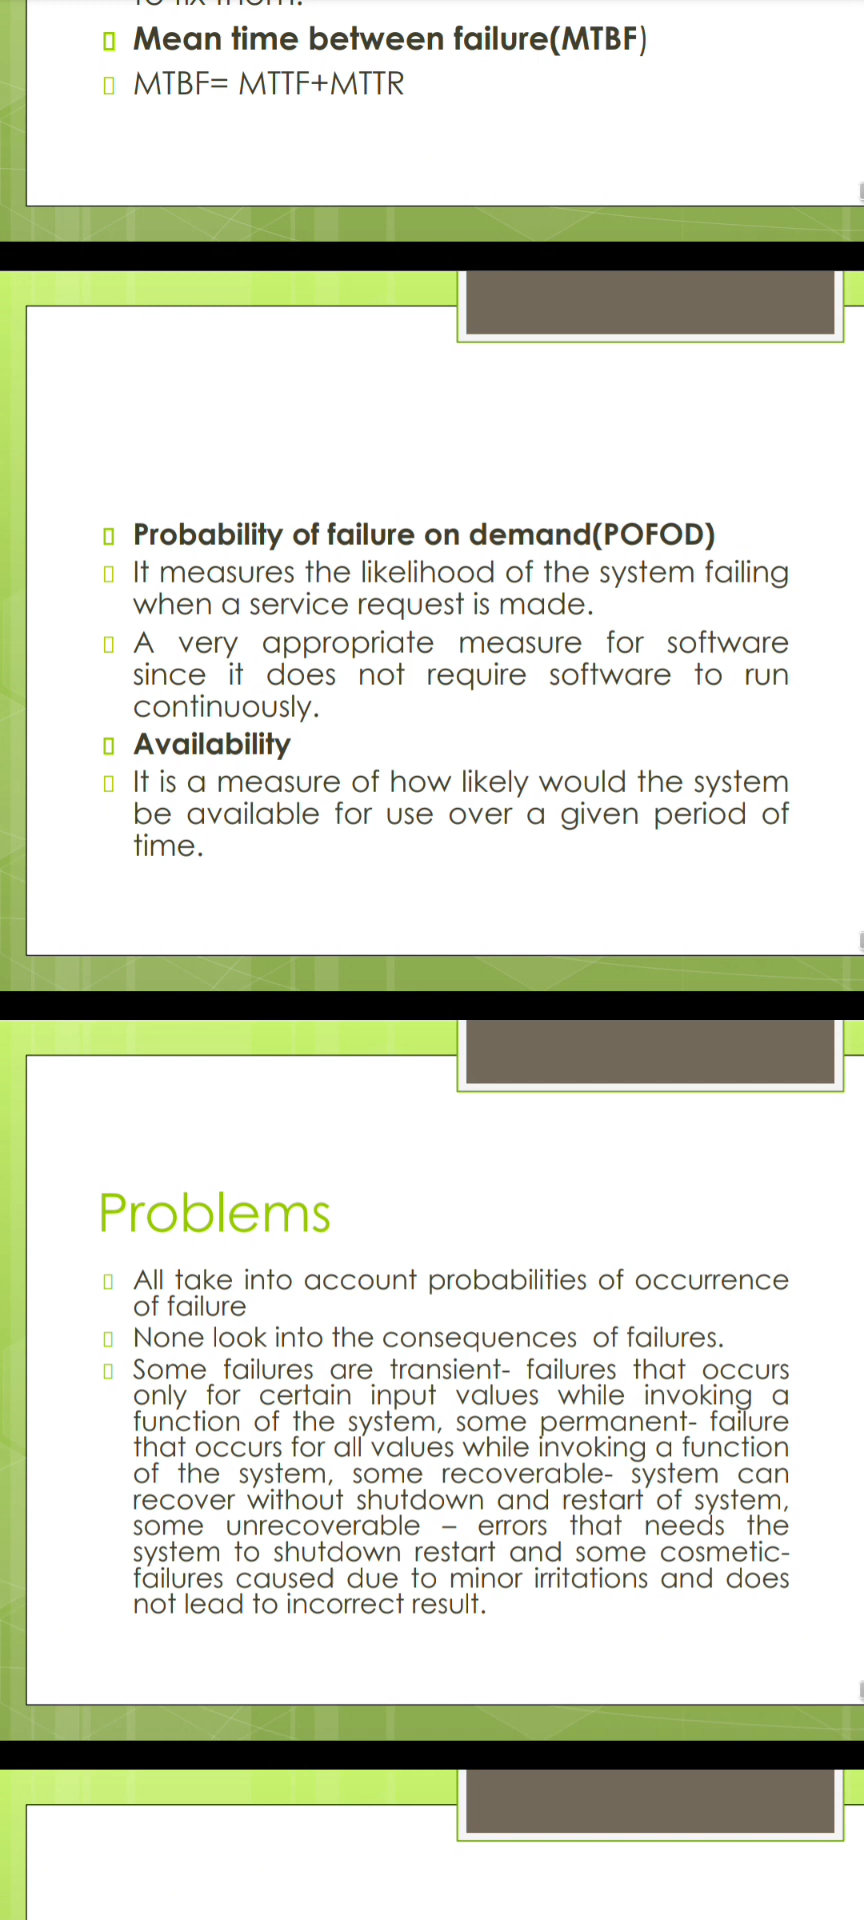 Mean time between failure(MTBF)
MTBF= MTTF+MTTR
Probability of failure on demand(POFOD)
It measures the likelihood of the system failing
when a service request is made.
A very appropriate measure for software
since it does not require software to run
continuously.
Availability
It is a measure of how likely would the system
be available for use over a given period of
time.
Problems
All take into account probabilities of occurrence
of failure
None look into the consequences of failures.
Some failures are transient- failures that occurs
only for certain input values while invoking a
function of the system, some permanent- failure
that occurs for all values while invoking a function
of the system, some recoverable- system can
recover without shutdown and restart of system,
some unrecoverable – errors that needs the
system to shutdown restart and some cosmetic-
failures caused due to minor irritations and does
not lead to incorrect result.